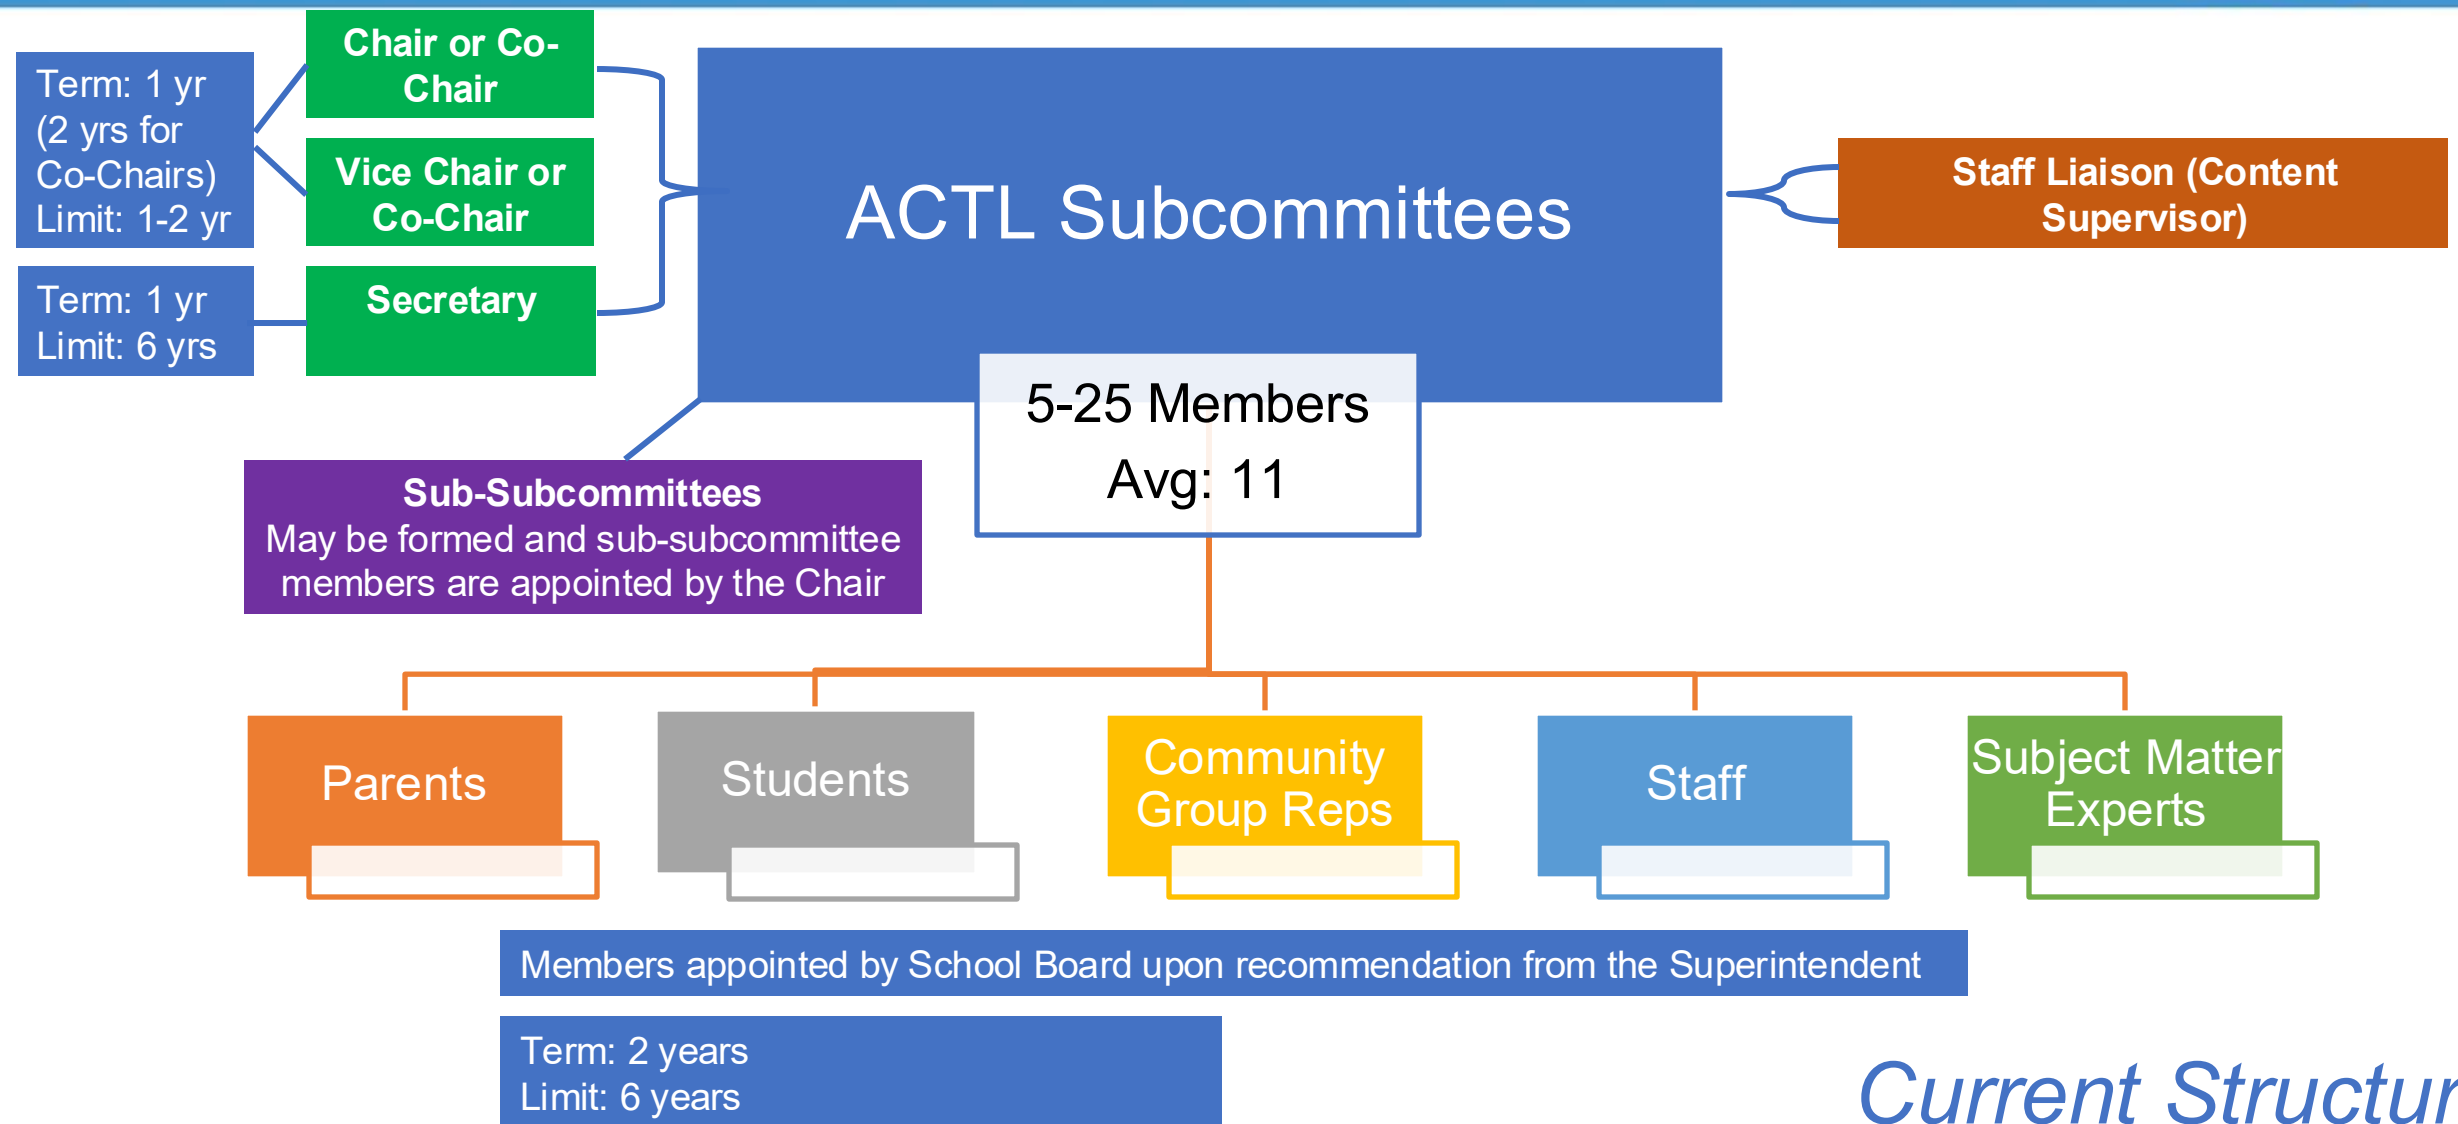 Chair or Co-
Chair
Term: 1 yr
(2 yrs for
Co-Chairs)
Limit: 1-2 yr
Vice Chair or
Co-Chair
ACTL Subcommittees
Staff Liaison (Content
Supervisor)
Secretary
Term: 1 yr
Limit: 6 yrs
5-25 Members
Avg: 11
Sub-Subcommittees
May be formed and sub-subcommittee
members are appointed by the Chair
Parents
Students
Community
Group Reps
Staff
Subject Matter
Experts
Members appointed by School Board upon recommendation from the Superintendent
Term: 2 years
Limit: 6 years
Current Structur